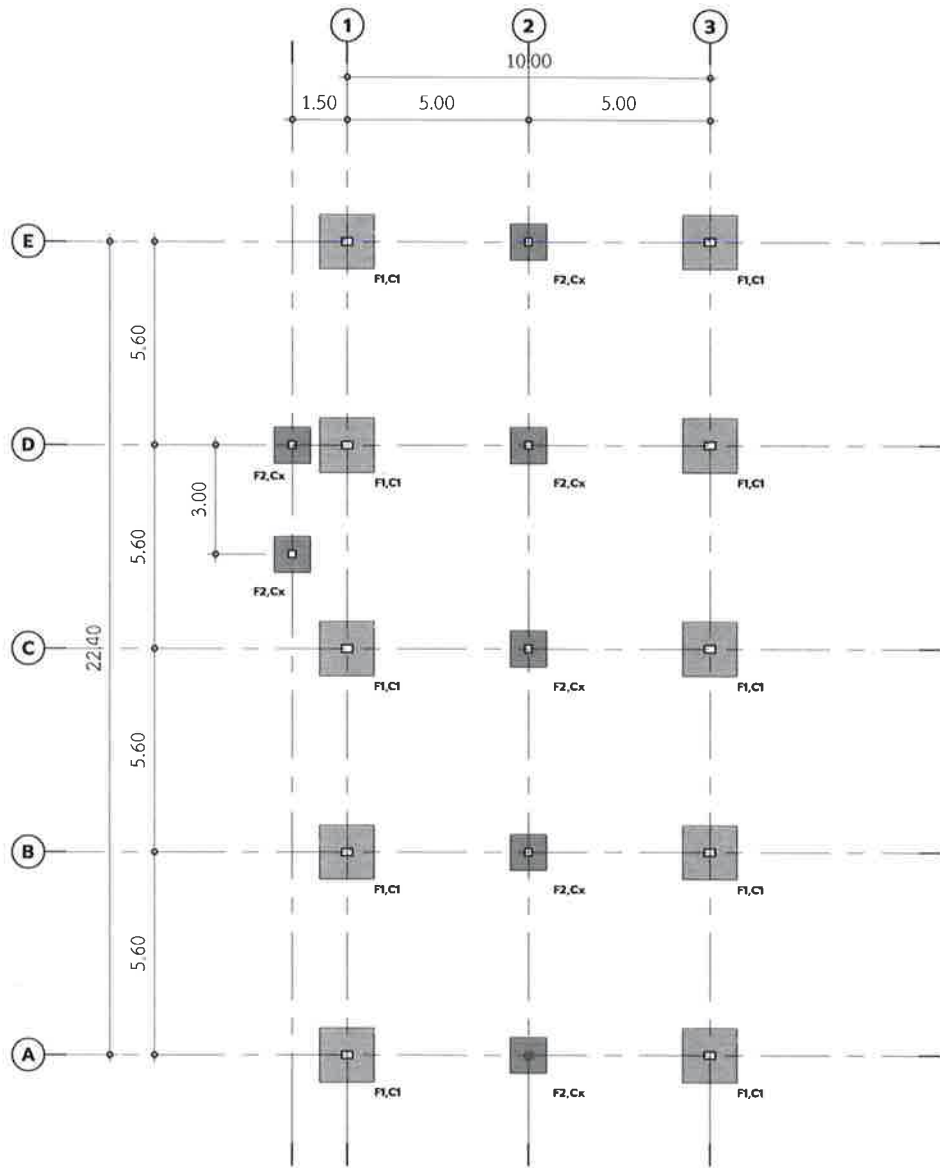 1 2 3
10.00
1.50 5.00 5.00
E
F1,C1 F2,Cx F1,C1
5.60
D
F2,Cx F1,C1 F2,Cx F1,C1
3.00
5.60
F2,Cx
22.40
C
F1,C1 F2,Cx F1,C1
5.60
B
F1,C1 F2,Cx F1,C1
5.60
A
F1,C1 F2,Cx F1,C1